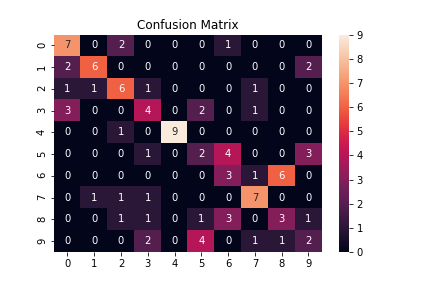 Confusion Matrix
0 7 0 2 0 0 0 1 0 0 0
1 2 6 0 0 0 0 0 0 0 2
2 1 1 6 1 0 0 0 1 0 0
3 3 0 0 4 0 2 0 1 0 0
4 0 0 1 0 9 0 0 0 0 0
5 0 0 0 1 0 2 4 0 0 3
6 0 0 0 0 0 0 3 1 6 0
7 0 1 1 1 0 0 0 7 0 0
8 0 0 1 1 0 1 3 0 3 1
9 0 0 0 2 0 4 0 1 1 2
0 1 2 3 4 5 6 7 8 9
9
8
7
6
5
4
3
2
1
0